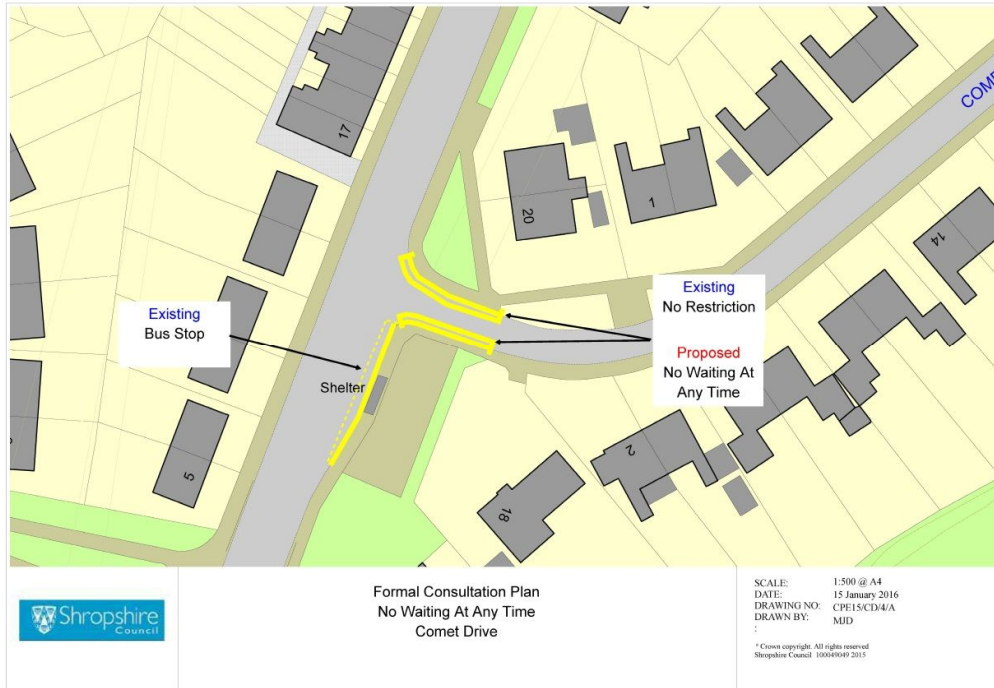 17
COME
20
1
14
Existing
No Restriction
Proposed
No Waiting At
Any Time
Existing
Bus Stop
Shelter
5
2
18
Shropshire
Council
Formal Consultation Plan
No Waiting At Any Time
Comet Drive
SCALE: 1:500 @ A4
DATE: 15 January 2016
DRAWING NO: CPE15/CD/4/A
DRAWN BY: MJD
:
© Crown copyright. All rights reserved
Shropshire Council 100049049 2015